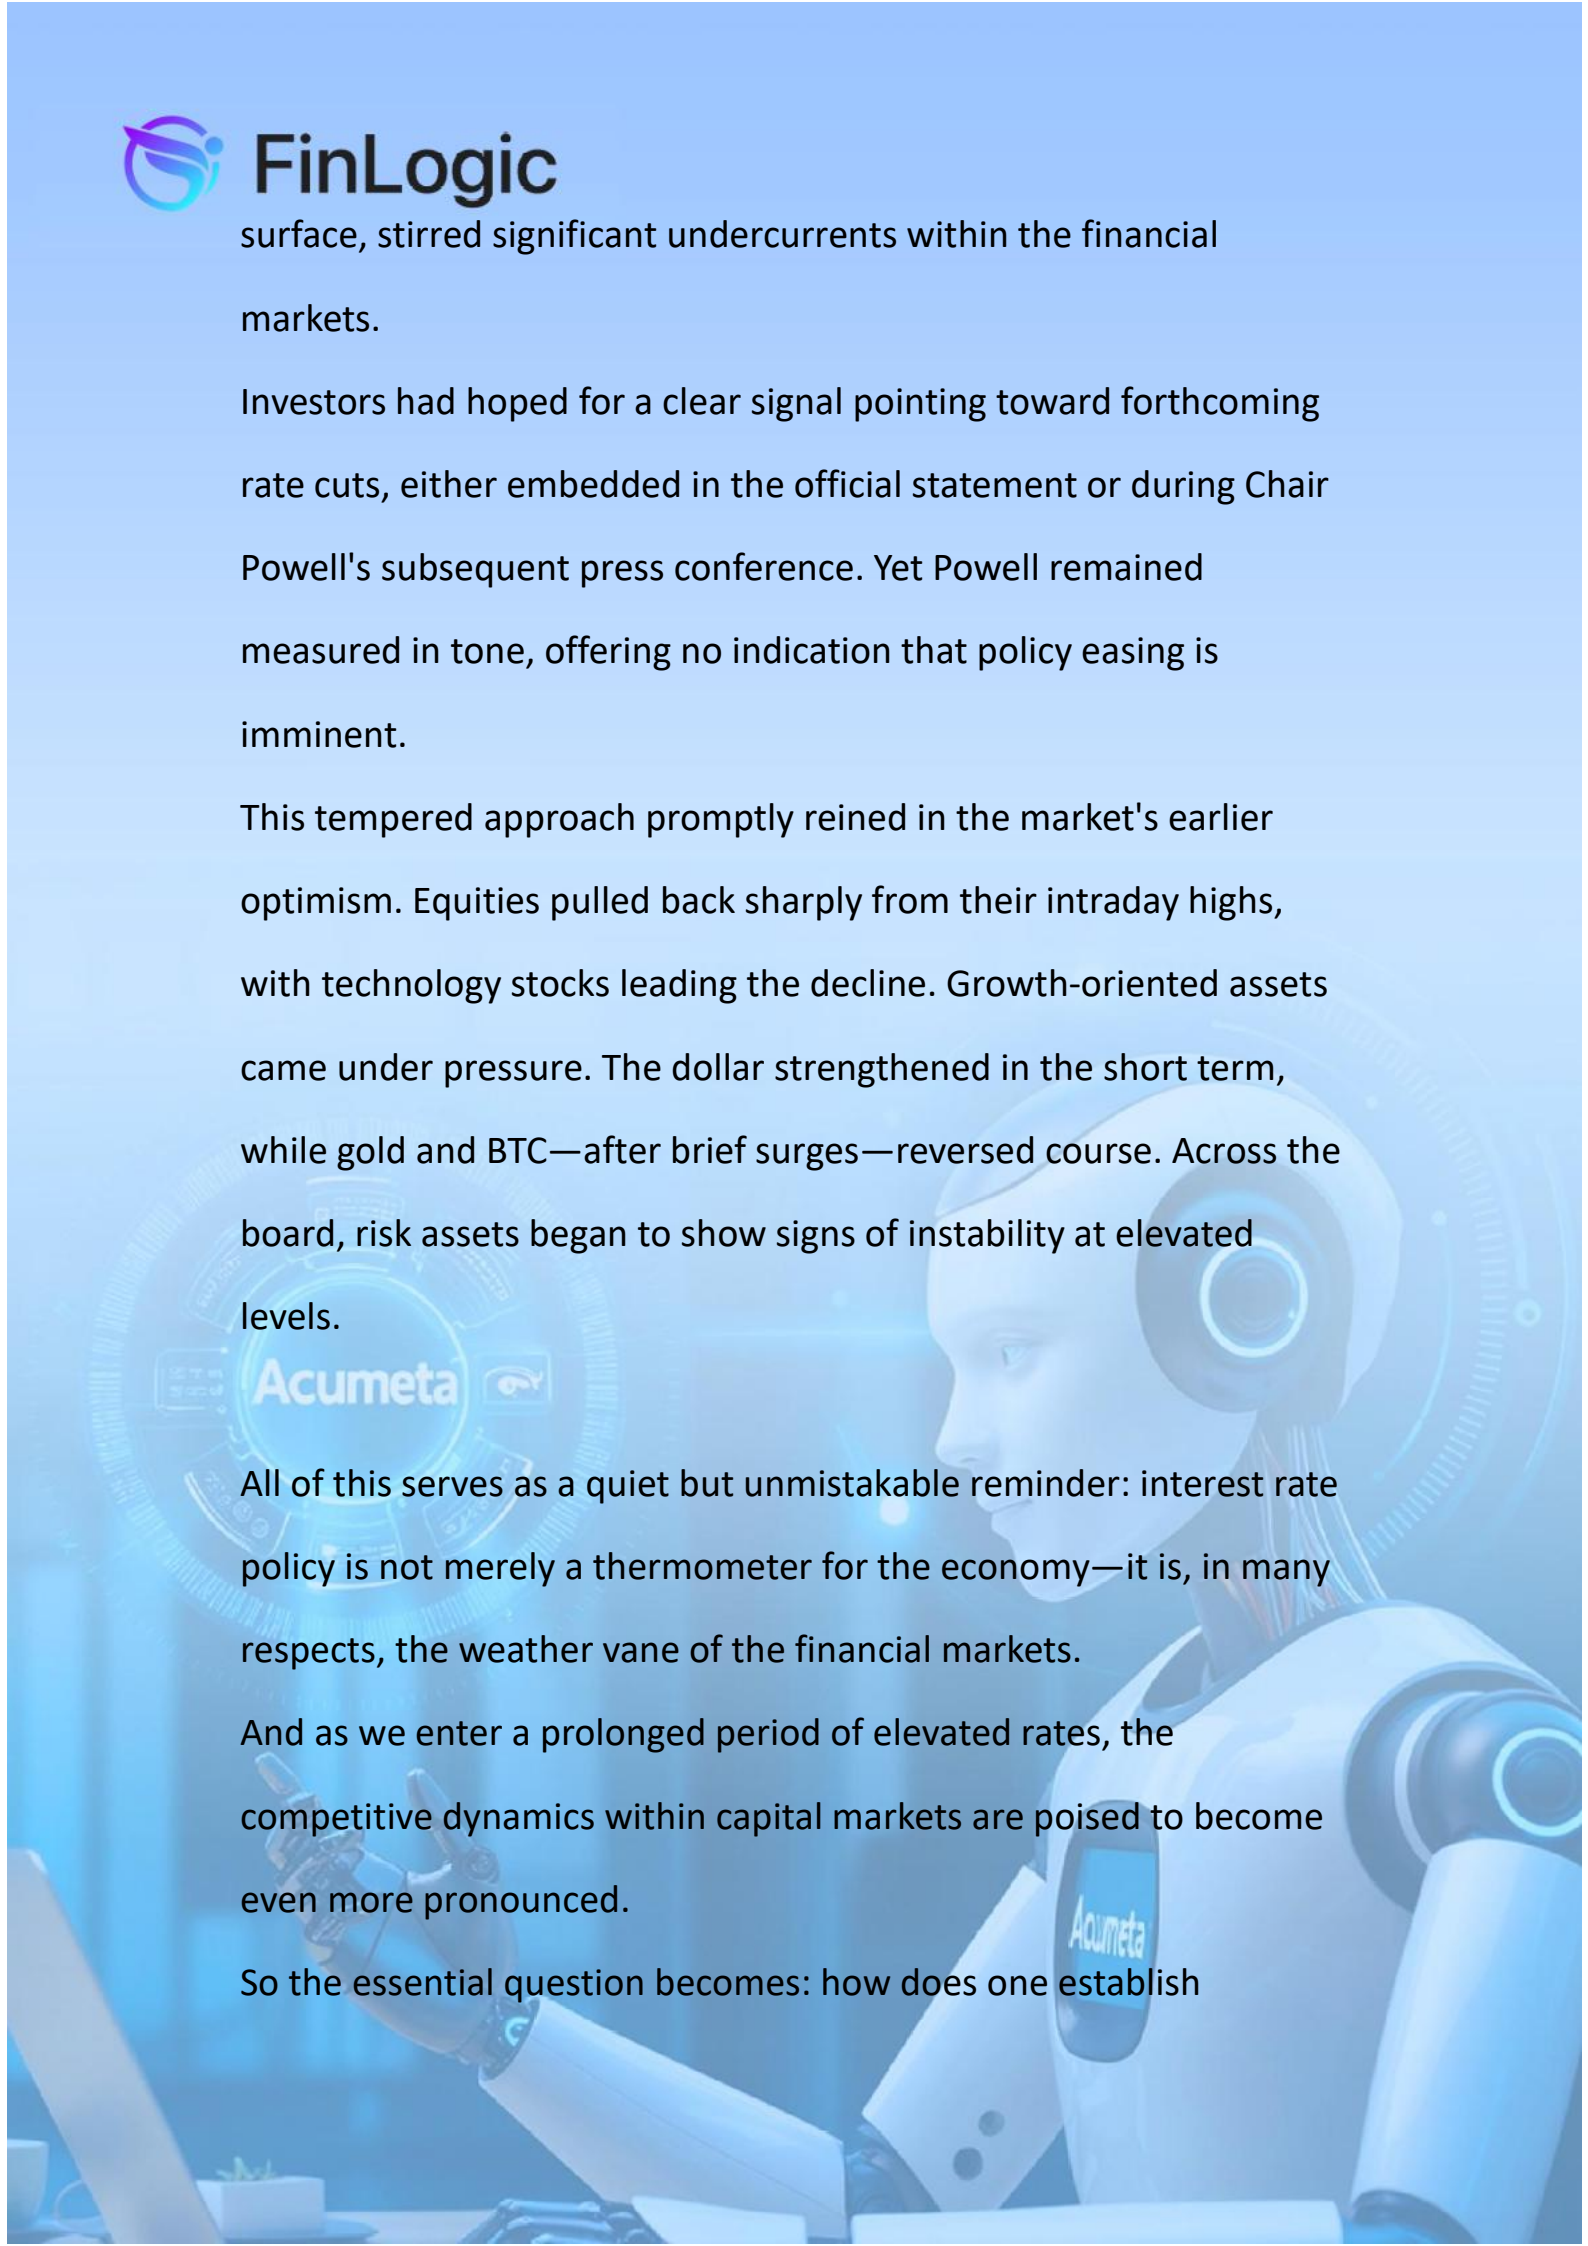 FinLogic
surface, stirred significant undercurrents within the financial
markets.
Investors had hoped for a clear signal pointing toward forthcoming
rate cuts, either embedded in the official statement or during Chair
Powell's subsequent press conference. Yet Powell remained
measured in tone, offering no indication that policy easing is
imminent.
This tempered approach promptly reined in the market's earlier
optimism. Equities pulled back sharply from their intraday highs,
with technology stocks leading the decline. Growth-oriented assets
came under pressure. The dollar strengthened in the short term,
while gold and BTC—after brief surges—reversed course. Across the
board, risk assets began to show signs of instability at elevated
levels.
Acumeta
All of this serves as a quiet but unmistakable reminder: interest rate
policy is not merely a thermometer for the economy—it is, in many
respects, the weather vane of the financial markets.
And as we enter a prolonged period of elevated rates, the
competitive dynamics within capital markets are poised to become
even more pronounced.
Acumeta
So the essential question becomes: how does one establish